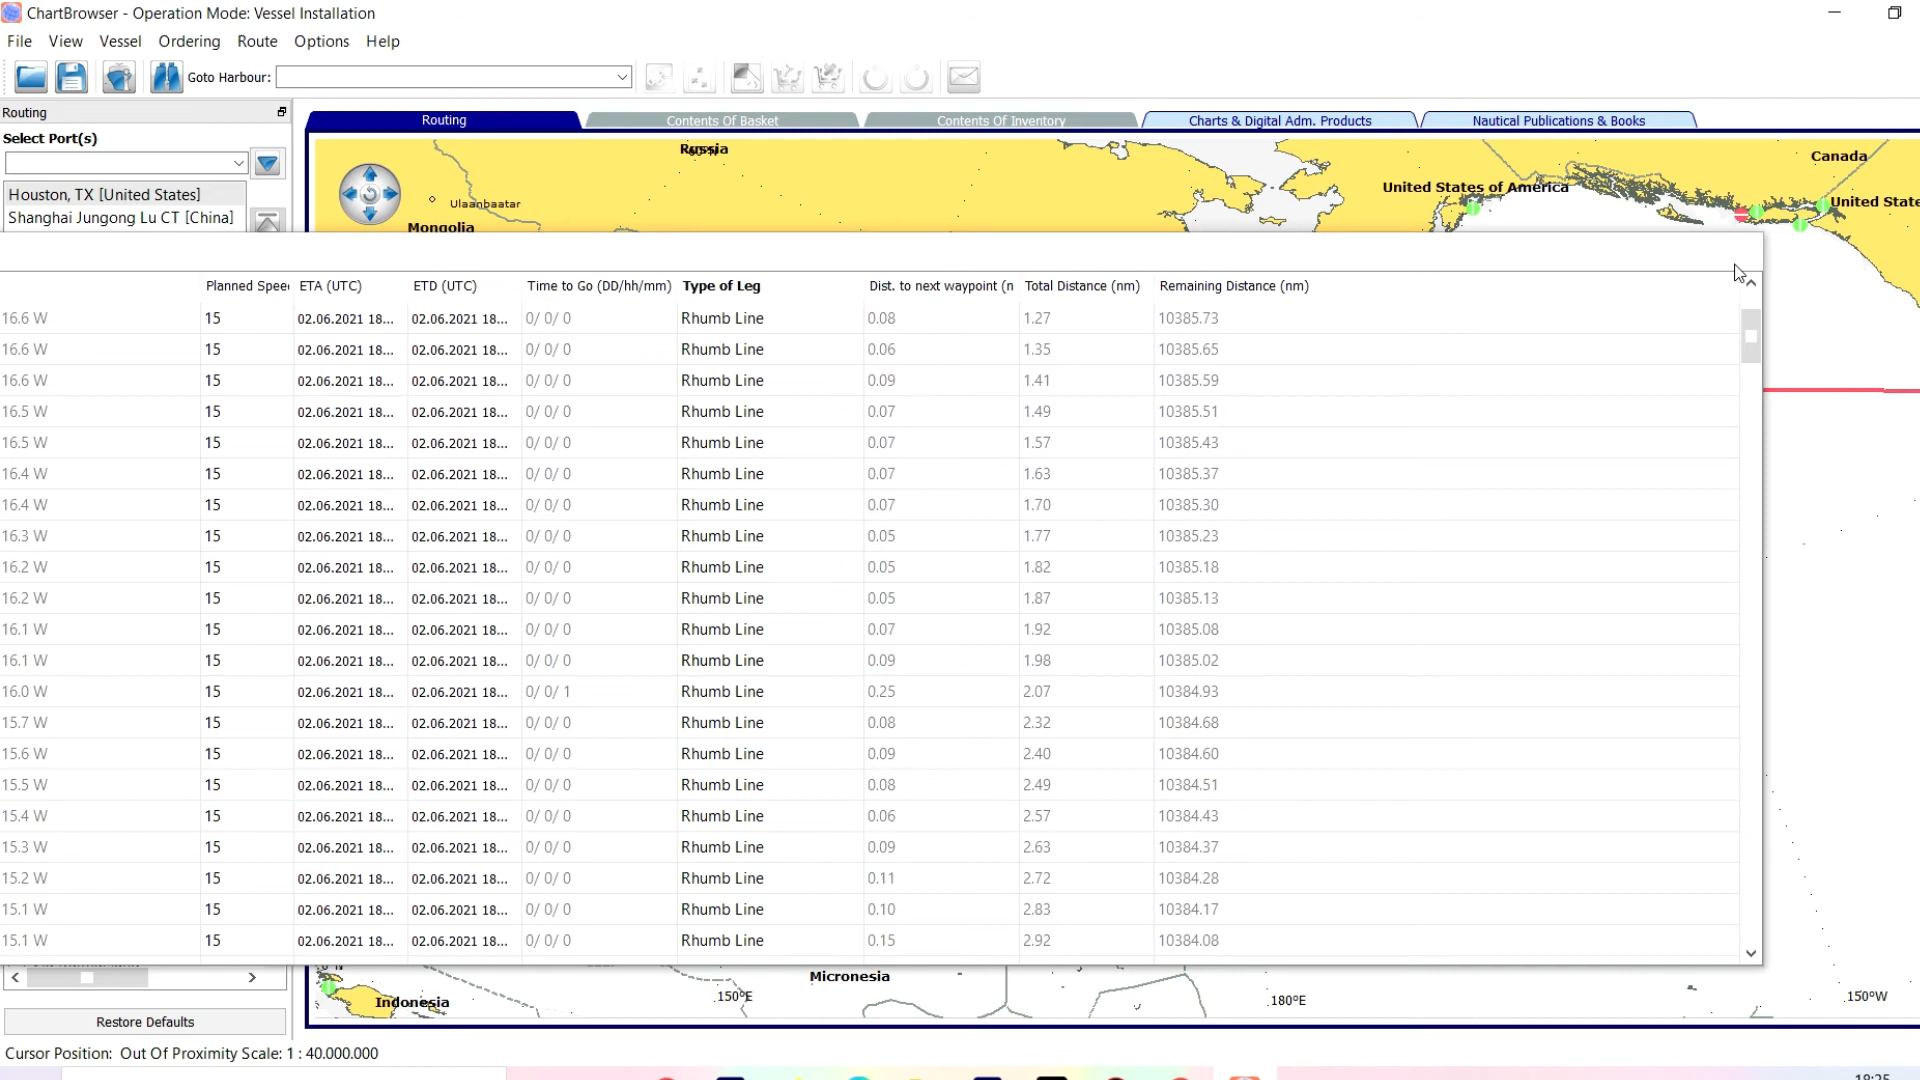 ChartBrowser - Operation Mode: Vessel Installation
File View Vessel Ordering Route Options Help
Goto Harbour:
Routing
Select Port(s)
Houston, TX [United States]
Shanghai Jungong Lu CT [China]
Routing Contents Of Basket Contents Of Inventory Charts & Digital Adm. Products Nautical Publications & Books
Russia
Canada
United States of America
United State
Ulaanbaatar
Mongolia
Planned Spee ETA (UTC) ETD (UTC) Time to Go (DD/hh/mm) Type of Leg Dist. to next waypoint (n Total Distance (nm) Remaining Distance (nm)
16.6 W 15 02.06.2021 18... 02.06.2021 18... 0/ 0/ 0 Rhumb Line 0.08 1.27 10385.73
16.6 W 15 02.06.2021 18... 02.06.2021 18... 0/ 0/ 0 Rhumb Line 0.06 1.35 10385.65
16.6 W 15 02.06.2021 18... 02.06.2021 18... 0/ 0/ 0 Rhumb Line 0.09 1.41 10385.59
16.5 W 15 02.06.2021 18... 02.06.2021 18... 0/ 0/ 0 Rhumb Line 0.07 1.49 10385.51
16.5 W 15 02.06.2021 18... 02.06.2021 18... 0/ 0/ 0 Rhumb Line 0.07 1.57 10385.43
16.4 W 15 02.06.2021 18... 02.06.2021 18... 0/ 0/ 0 Rhumb Line 0.07 1.63 10385.37
16.4 W 15 02.06.2021 18... 02.06.2021 18... 0/ 0/ 0 Rhumb Line 0.07 1.70 10385.30
16.3 W 15 02.06.2021 18... 02.06.2021 18... 0/ 0/ 0 Rhumb Line 0.05 1.77 10385.23
16.2 W 15 02.06.2021 18... 02.06.2021 18... 0/ 0/ 0 Rhumb Line 0.05 1.82 10385.18
16.2 W 15 02.06.2021 18... 02.06.2021 18... 0/ 0/ 0 Rhumb Line 0.05 1.87 10385.13
16.1 W 15 02.06.2021 18... 02.06.2021 18... 0/ 0/ 0 Rhumb Line 0.07 1.92 10385.08
16.1 W 15 02.06.2021 18... 02.06.2021 18... 0/ 0/ 0 Rhumb Line 0.09 1.98 10385.02
16.0 W 15 02.06.2021 18... 02.06.2021 18... 0/ 0/ 1 Rhumb Line 0.25 2.07 10384.93
15.7 W 15 02.06.2021 18... 02.06.2021 18... 0/ 0/ 0 Rhumb Line 0.08 2.32 10384.68
15.6 W 15 02.06.2021 18... 02.06.2021 18... 0/ 0/ 0 Rhumb Line 0.09 2.40 10384.60
15.5 W 15 02.06.2021 18... 02.06.2021 18... 0/ 0/ 0 Rhumb Line 0.08 2.49 10384.51
15.4 W 15 02.06.2021 18... 02.06.2021 18... 0/ 0/ 0 Rhumb Line 0.06 2.57 10384.43
15.3 W 15 02.06.2021 18... 02.06.2021 18... 0/ 0/ 0 Rhumb Line 0.09 2.63 10384.37
15.2 W 15 02.06.2021 18... 02.06.2021 18... 0/ 0/ 0 Rhumb Line 0.11 2.72 10384.28
15.1 W 15 02.06.2021 18... 02.06.2021 18... 0/ 0/ 0 Rhumb Line 0.10 2.83 10384.17
15.1 W 15 02.06.2021 18... 02.06.2021 18... 0/ 0/ 0 Rhumb Line 0.15 2.92 10384.08
Micronesia
Indonesia
150ºE
180ºE
150ºW
Restore Defaults
Cursor Position: Out Of Proximity Scale: 1 : 40.000.000